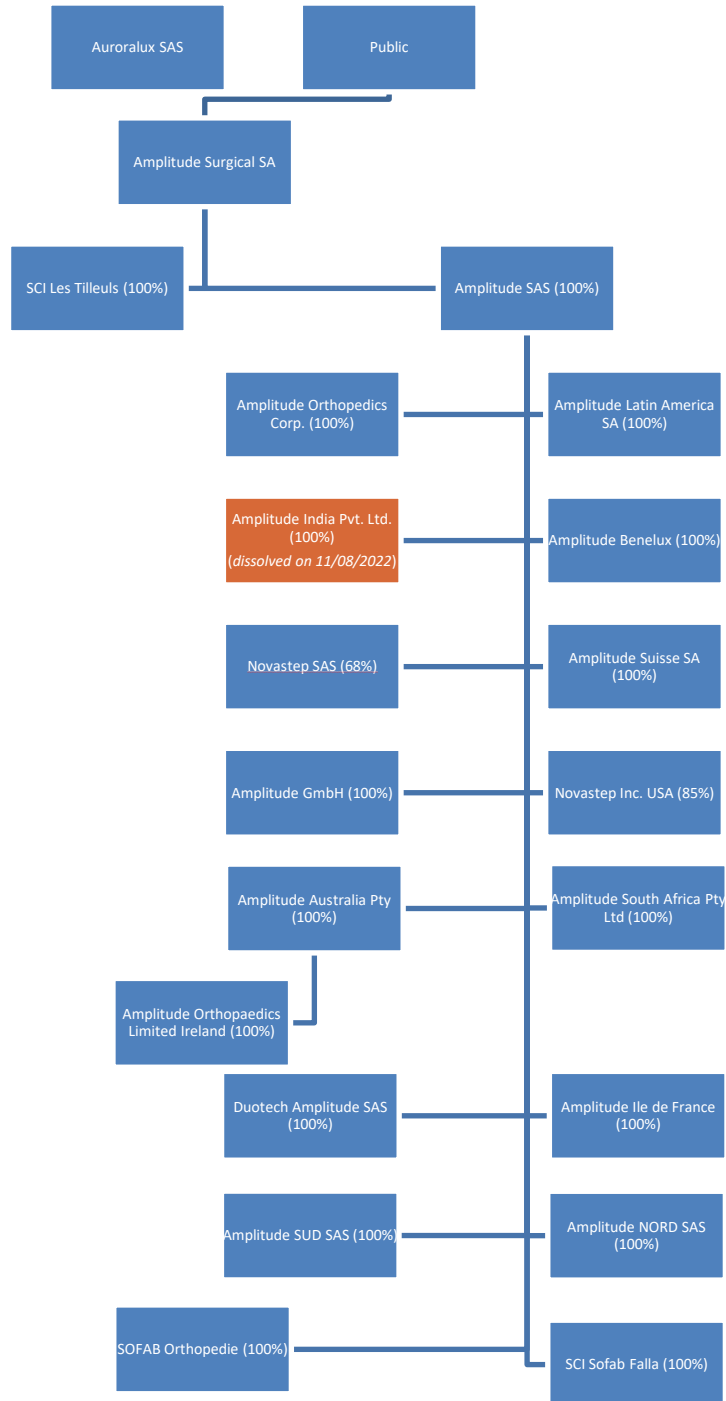 Auroralux SAS
Public
Amplitude Surgical SA
SCI Les Tilleuls (100%)
Amplitude SAS (100%)
Amplitude Orthopedics
Corp. (100%)
Amplitude Latin America
SA (100%)
Amplitude India Pvt. Ltd.
(100%)
(dissolved on 11/08/2022)
Amplitude Benelux (100%)
Novastep SAS (68%)
Amplitude Suisse SA
(100%)
Amplitude GmbH (100%)
Novastep Inc. USA (85%)
Amplitude Australia Pty
(100%)
Amplitude South Africa Pty
Ltd (100%)
Amplitude Orthopaedics
Limited Ireland (100%)
Duotech Amplitude SAS
(100%)
Amplitude Ile de France
(100%)
Amplitude SUD SAS (100%)
Amplitude NORD SAS
(100%)
SOFAB Orthopedie (100%)
SCI Sofab Falla (100%)